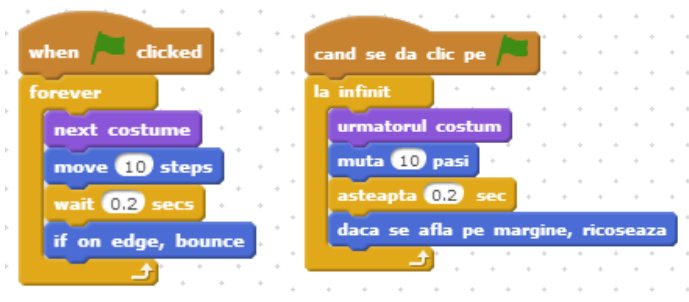 when clicked
forever
next costume
move 10 steps
wait 0.2 secs
if on edge, bounce
cand se da clic pe
la infinit
urmatorul costum
muta 10 pasi
asteapta 0.2 sec
daca se afla pe margine, ricoseaza